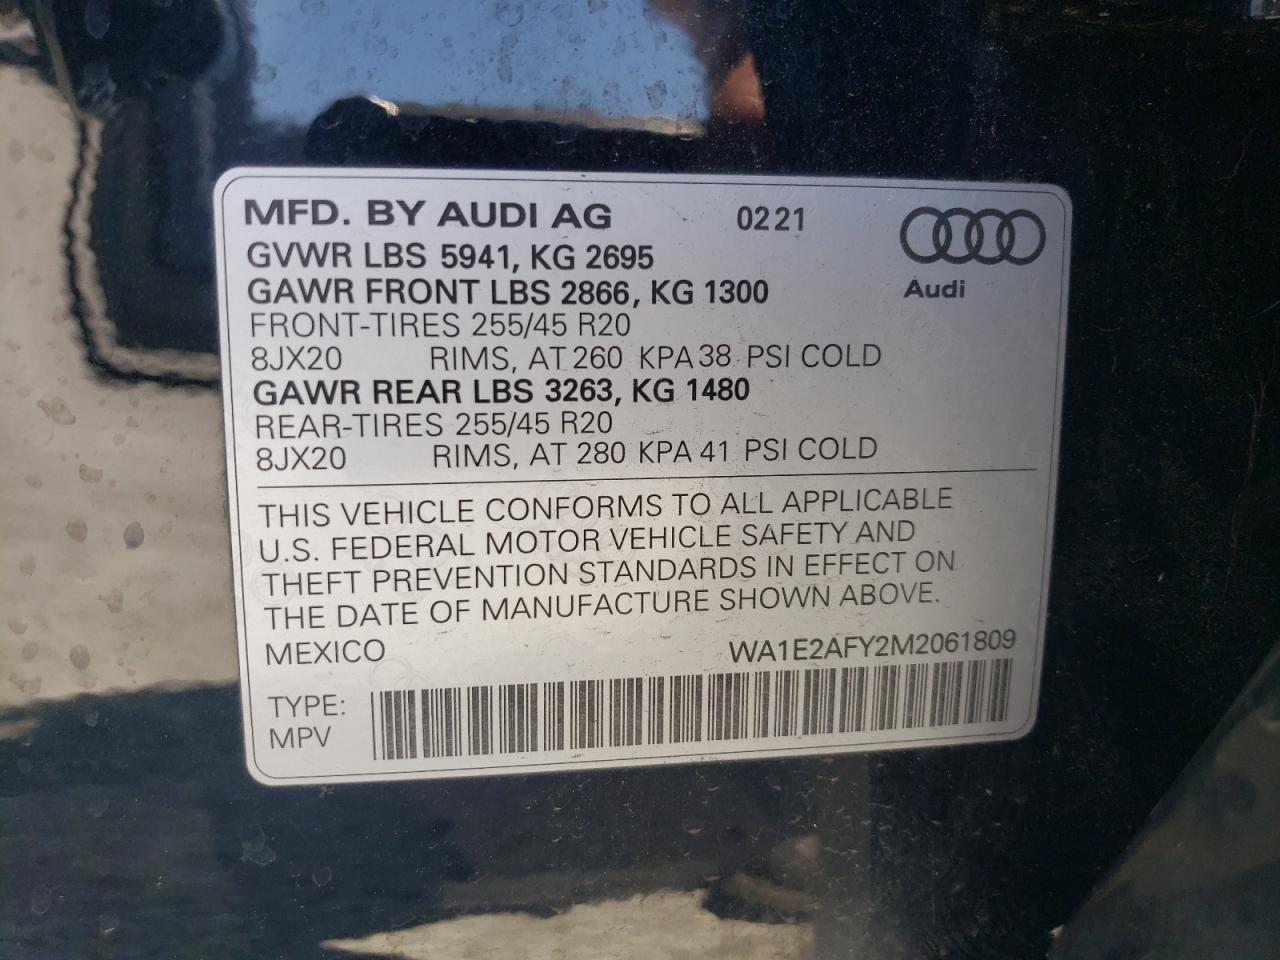 MFD. BY AUDI AG 0221
GVWR LBS 5941, KG 2695
GAWR FRONT LBS 2866, KG 1300
Audi
FRONT-TIRES 255/45 R20
8JX20 RIMS, AT 260 KPA 38 PSI COLD
GAWR REAR LBS 3263, KG 1480
REAR-TIRES 255/45 R20
8JX20 RIMS, AT 280 KPA 41 PSI COLD
THIS VEHICLE CONFORMS TO ALL APPLICABLE
U.S. FEDERAL MOTOR VEHICLE SAFETY AND
THEFT PREVENTION STANDARDS IN EFFECT ON
THE DATE OF MANUFACTURE SHOWN ABOVE.
MEXICO WA1E2AFY2M2061809
TYPE:
MPV